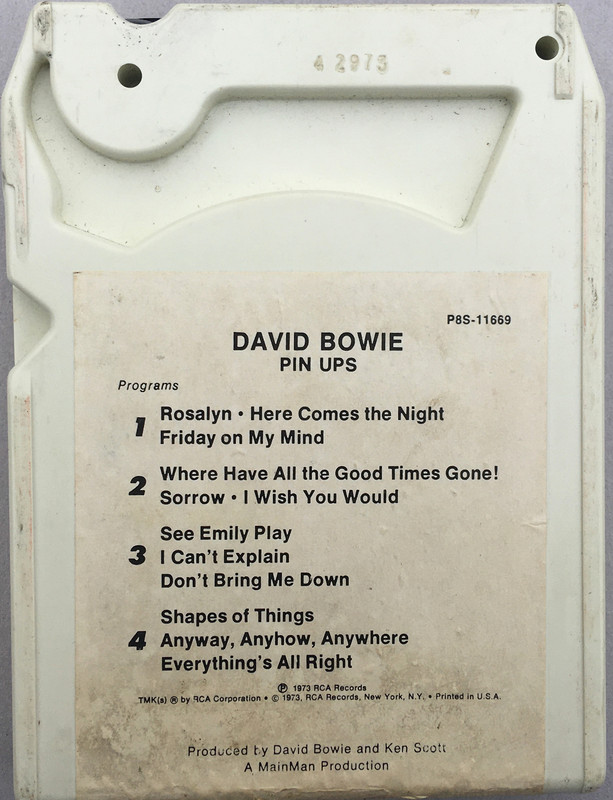 4 2973
P8S-11669
DAVID BOWIE
PIN UPS
Programs
1 Rosalyn • Here Comes the Night
Friday on My Mind
2 Where Have All the Good Times Gone!
Sorrow • I Wish You Would
See Emily Play
3 I Can't Explain
Don't Bring Me Down
Shapes of Things
4 Anyway, Anyhow, Anywhere
Everything's All Right
℗ 1973 RCA Records
TMK(s) ® by RCA Corporation • © 1973, RCA Records, New York, N.Y. • Printed in U.S.A.
Produced by David Bowie and Ken Scott
A MainMan Production